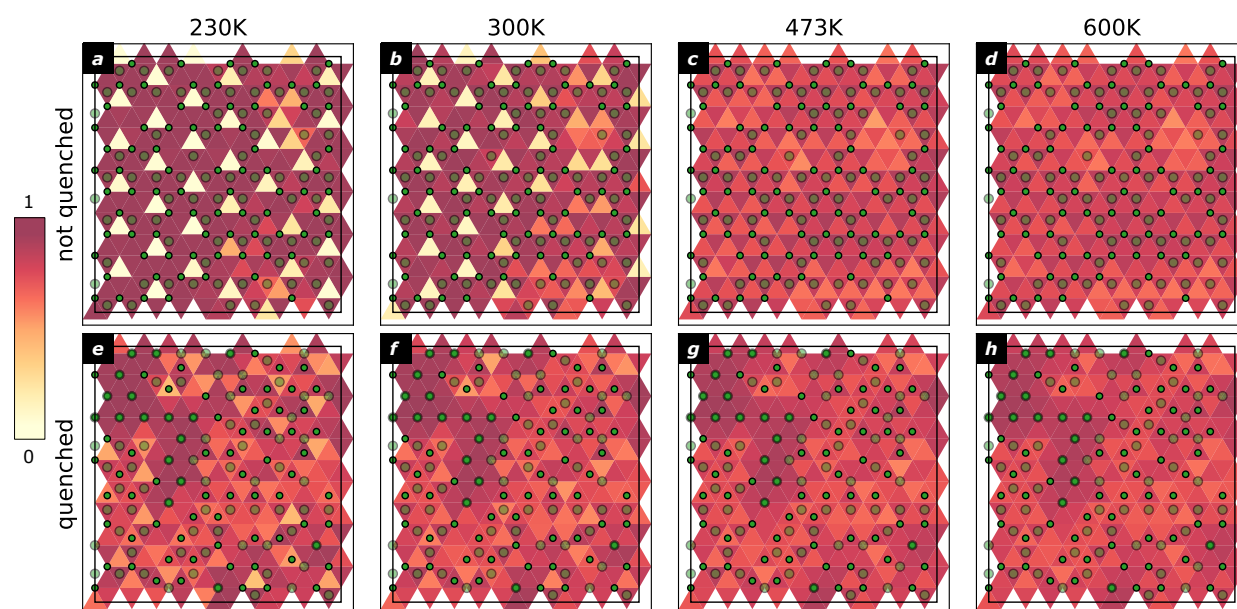 230K 300K 473K 600K
a b c d
not quenched
1
0
e f g h
quenched